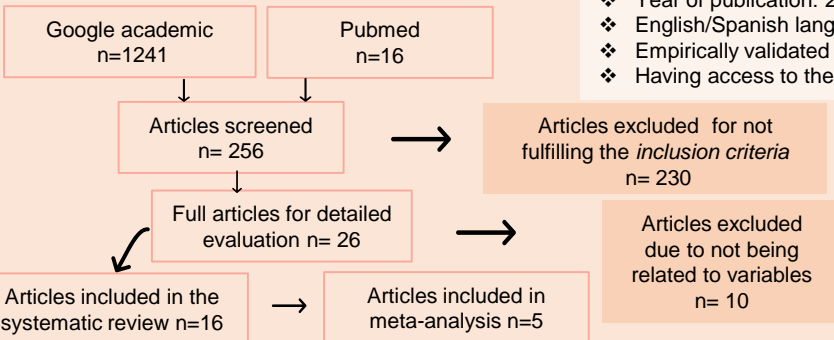 Google academic
n=1241
Pubmed
n=16
❖ Year of publication: 2
❖ English/Spanish lang
❖ Empirically validated
❖ Having access to the
Articles screened
n= 256
Articles excluded for not
fulfilling the inclusion criteria
n= 230
Full articles for detailed
evaluation n= 26
Articles excluded
due to not being
related to variables
n= 10
Articles included in the
systematic review n=16
Articles included in
meta-analysis n=5